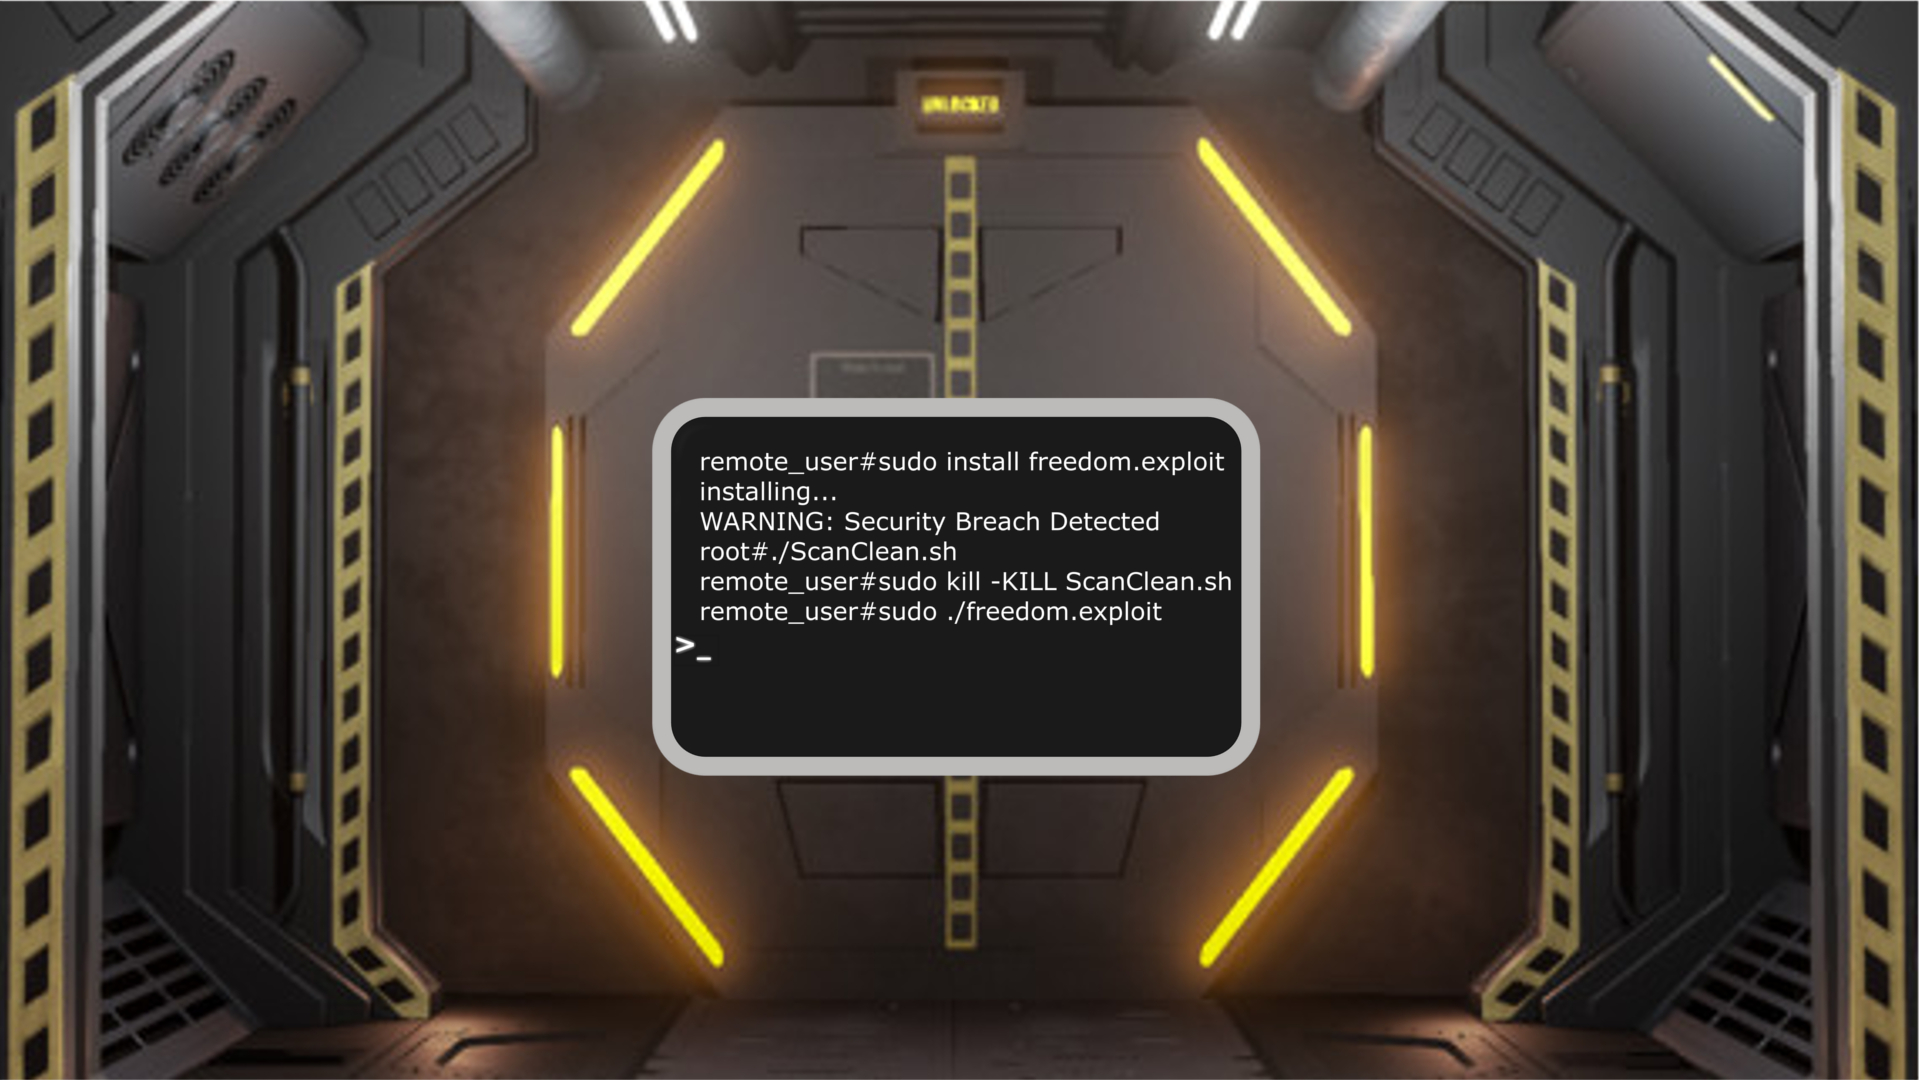 UNLOCKED
remote_user#sudo install freedom.exploit
installing...
WARNING: Security Breach Detected
root#./ScanClean.sh
remote_user#sudo kill -KILL ScanClean.sh
remote_user#sudo ./freedom.exploit
>_